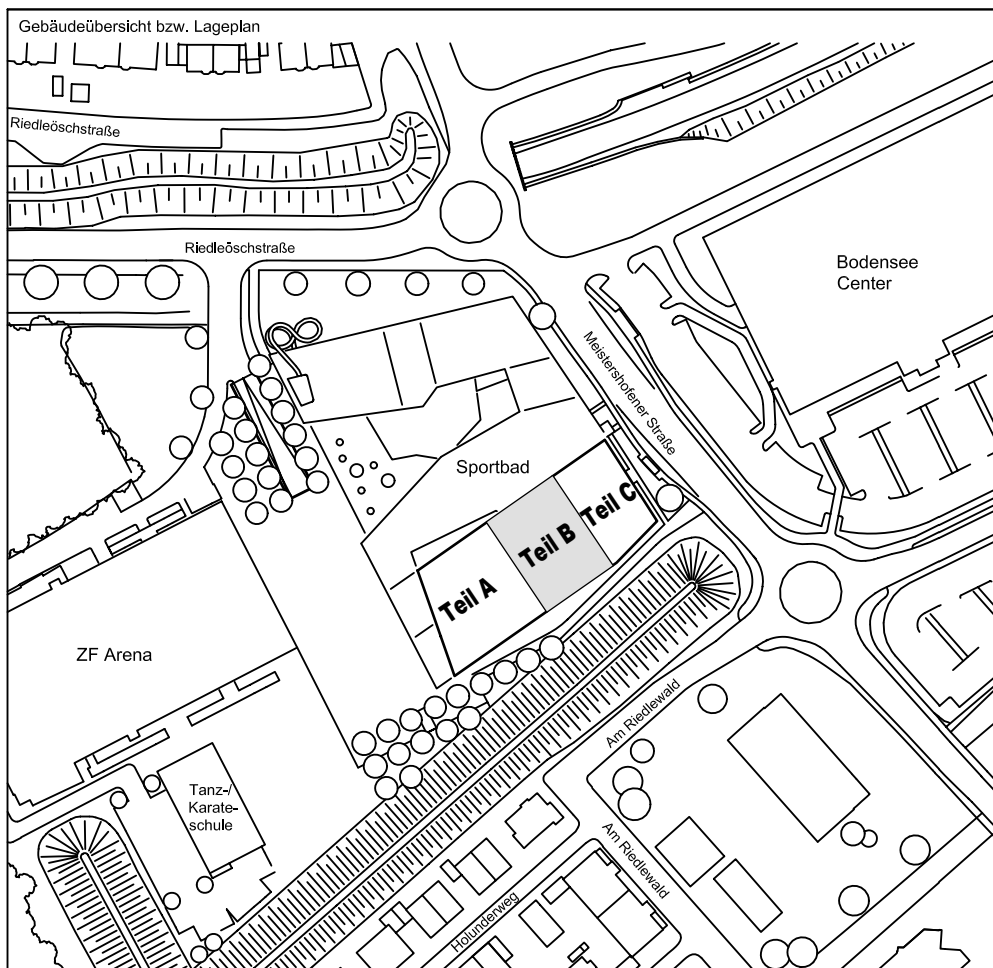 Gebäudeübersicht bzw. Lageplan
Riedleöschstraße
Riedleöschstraße
Bodensee
Center
Meistershofener Straße
Sportbad
Teil C
Teil B
Teil A
ZF Arena
Am Riedlewald
Tanz-/
Karate-
schule
Am Riedlewald
Holunderweg